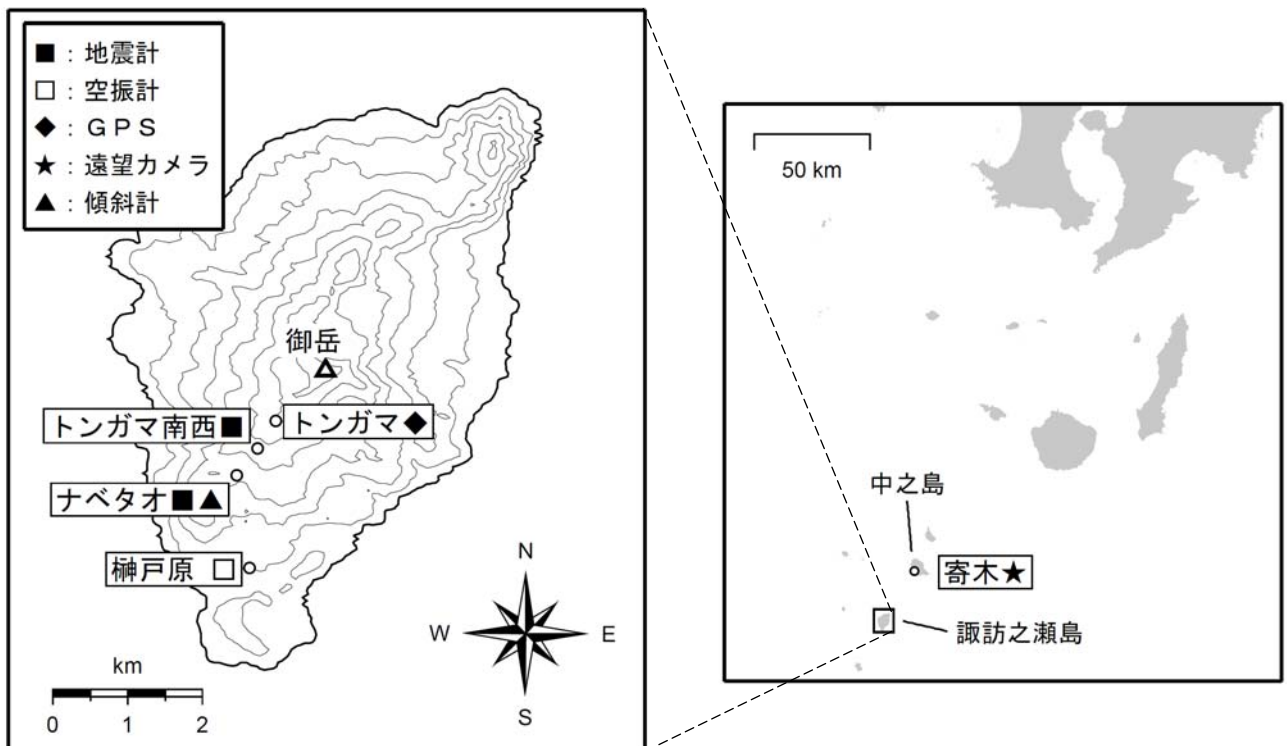 ■：地震計
□：空振計
◆：ＧＰＳ
★：遠望カメラ
▲：傾斜計
御岳
トンガマ南西■
トンガマ◆
ナベタオ■▲
榊戸原 □
km
0 1 2
N
W E
S
50 km
中之島
寄木★
諏訪之瀬島